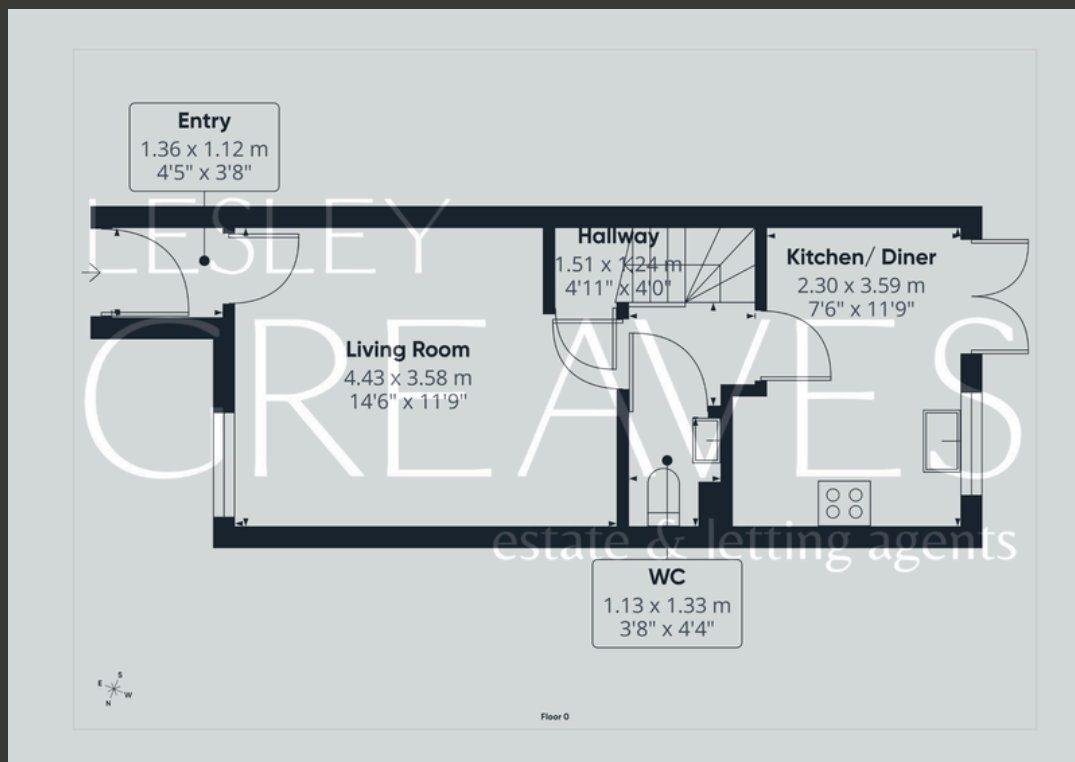 Entry
1.36 x 1.12 m
4'5" x 3'8"
LESLEY
Hallway
1.51 x 1.24 m
4'11" x 4'0"
Kitchen/ Diner
2.30 x 3.59 m
7'6" x 11'9"
Living Room
4.43 x 3.58 m
14'6" x 11'9"
GREAVES
estate & letting agents
WC
1.13 x 1.33 m
3'8" x 4'4"
S
E
W
N
Floor 0